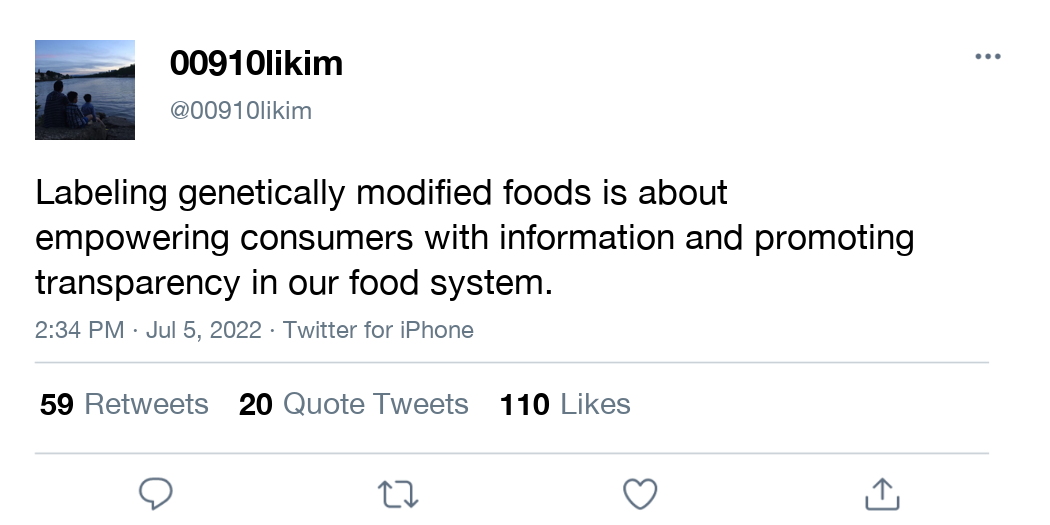 00910likim
@00910likim
Labeling genetically modified foods is about
empowering consumers with information and promoting
transparency in our food system.
2:34 PM · Jul 5, 2022 · Twitter for iPhone
59 Retweets 20 Quote Tweets 110 Likes